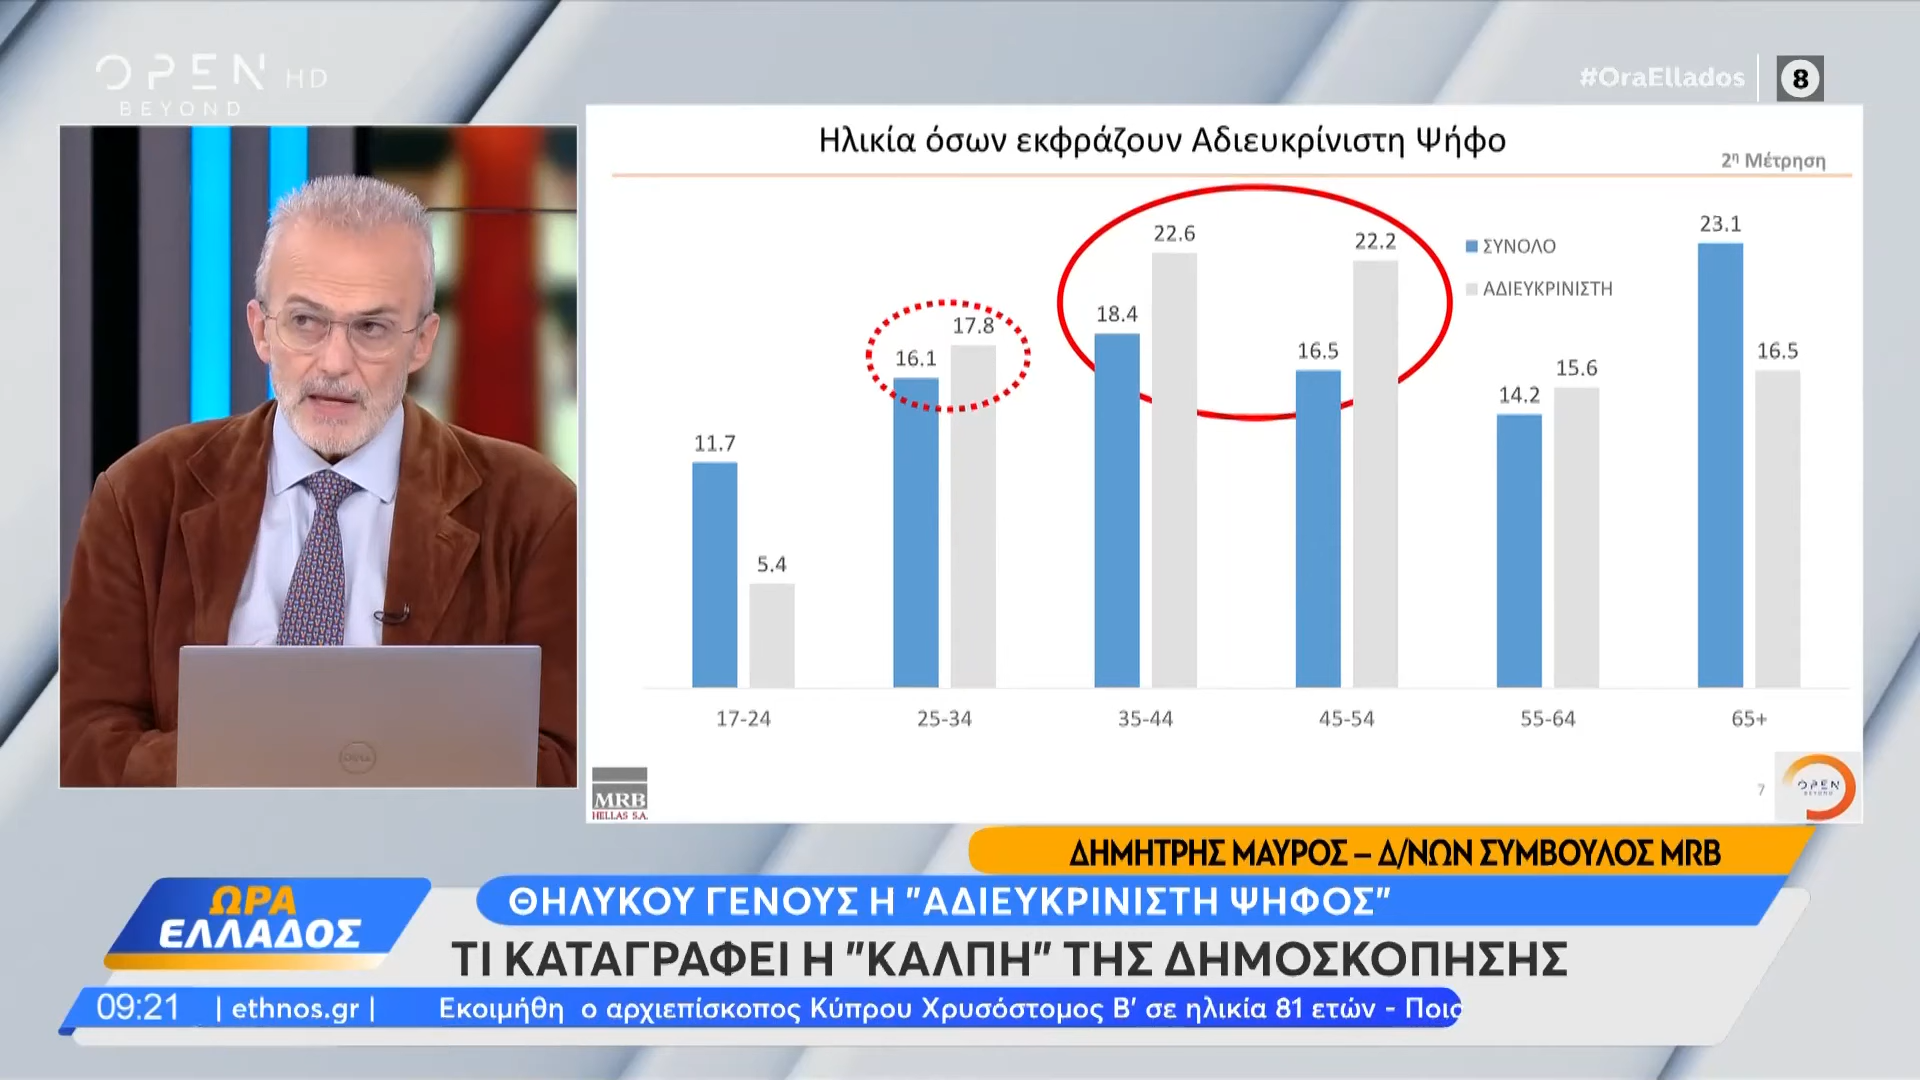 OPEN HD
BEYOND
#OraEllados
8
Ηλικία όσων εκφράζουν Αδιευκρίνιστη Ψήφο
2η Μέτρηση
ΣΥΝΟΛΟ
ΑΔΙΕΥΚΡΙΝΙΣΤΗ
11.7
5.4
16.1
17.8
18.4
22.6
16.5
22.2
14.2
15.6
23.1
16.5
17-24
25-34
35-44
45-54
55-64
65+
DELL
MRB
HELLAS S.A.
7
OPEN
BEYOND
ΔΗΜΗΤΡΗΣ ΜΑΥΡΟΣ – Δ/ΝΩΝ ΣΥΜΒΟΥΛΟΣ MRB
ΩΡΑ
ΕΛΛΑΔΟΣ
ΘΗΛΥΚΟΥ ΓΕΝΟΥΣ Η "ΑΔΙΕΥΚΡΙΝΙΣΤΗ ΨΗΦΟΣ"
ΤΙ ΚΑΤΑΓΡΑΦΕΙ Η "ΚΑΛΠΗ" ΤΗΣ ΔΗΜΟΣΚΟΠΗΣΗΣ
09:21 | ethnos.gr | Εκοιμήθη ο αρχιεπίσκοπος Κύπρου Χρυσόστομος Β' σε ηλικία 81 ετών -